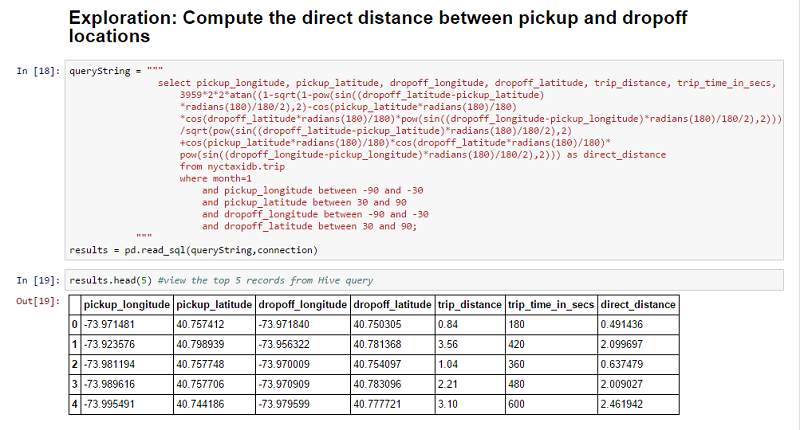 Exploration: Compute the direct distance between pickup and dropoff
locations
In [18]: queryString = """
select pickup_longitude, pickup_latitude, dropoff_longitude, dropoff_latitude, trip_distance, trip_time_in_secs,
3959*2*2*atan((1-sqrt(1-pow(sin((dropoff_latitude-pickup_latitude)
*radians(180)/180/2),2)-cos(pickup_latitude*radians(180)/180)
*cos(dropoff_latitude*radians(180)/180)*pow(sin((dropoff_longitude-pickup_longitude)*radians(180)/180/2),2)))
/sqrt(pow(sin((dropoff_latitude-pickup_latitude)*radians(180)/180/2),2)
+cos(pickup_latitude*radians(180)/180)*cos(dropoff_latitude*radians(180)/180)*
pow(sin((dropoff_longitude-pickup_longitude)*radians(180)/180/2),2))) as direct_distance
from nyctaxidb.trip
where month=1
and pickup_longitude between -90 and -30
and pickup_latitude between 30 and 90
and dropoff_longitude between -90 and -30
and dropoff_latitude between 30 and 90;
"""
results = pd.read_sql(queryString,connection)
In [19]: results.head(5) #view the top 5 records from Hive query
Out[19]: pickup_longitude pickup_latitude dropoff_longitude dropoff_latitude trip_distance trip_time_in_secs direct_distance
0 -73.971481 40.757412 -73.971840 40.750305 0.84 180 0.491436
1 -73.923576 40.798939 -73.956322 40.781368 3.56 420 2.099697
2 -73.981194 40.757748 -73.970009 40.754097 1.04 360 0.637479
3 -73.989616 40.757706 -73.970909 40.783096 2.21 480 2.009027
4 -73.995491 40.744186 -73.979599 40.777721 3.10 600 2.461942